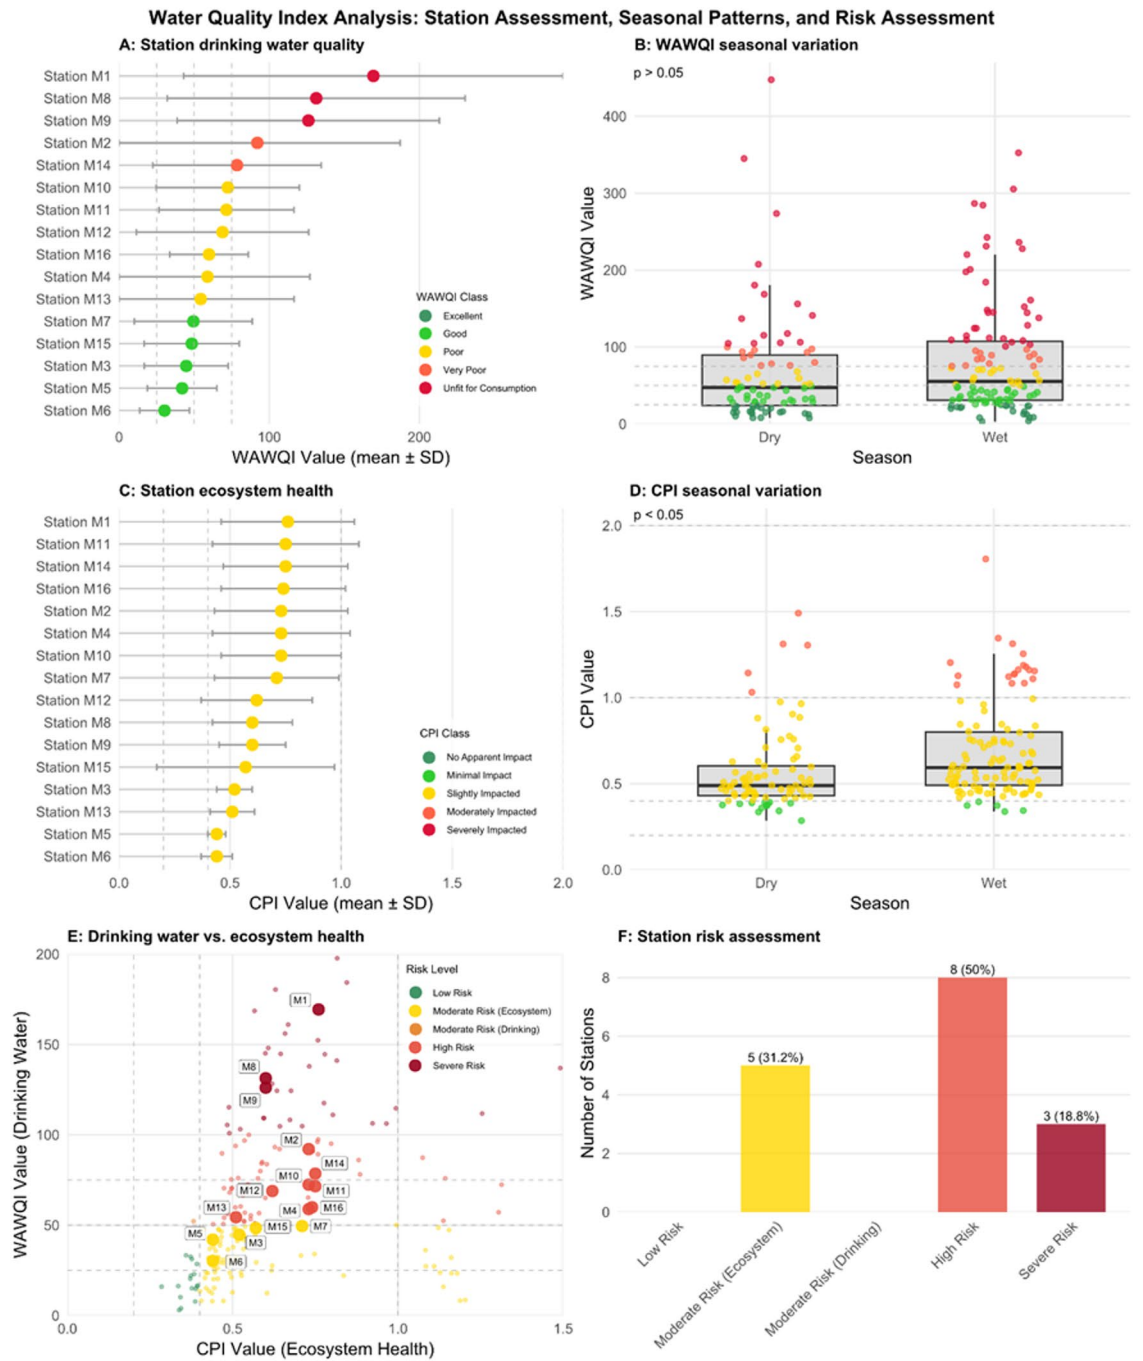 Water Quality Index Analysis: Station Assessment, Seasonal Patterns, and Risk Assessment
A: Station drinking water quality
Station M1
Station M8
Station M9
Station M2
Station M14
Station M10
Station M11
Station M12
Station M16
Station M4
Station M13
Station M7
Station M15
Station M3
Station M5
Station M6
WAWQI Class
Excellent
Good
Poor
Very Poor
Unfit for Consumption
0 100 200
WAWQI Value (mean ± SD)
B: WAWQI seasonal variation
p > 0.05
WAWQI Value
400
300
200
100
0
Dry Wet
Season
C: Station ecosystem health
Station M1
Station M11
Station M14
Station M16
Station M2
Station M4
Station M10
Station M7
Station M12
Station M8
Station M9
Station M15
Station M3
Station M13
Station M5
Station M6
CPI Class
No Apparent Impact
Minimal Impact
Slightly Impacted
Moderately Impacted
Severely Impacted
0.0 0.5 1.0 1.5 2.0
CPI Value (mean ± SD)
D: CPI seasonal variation
p < 0.05
CPI Value
2.0
1.5
1.0
0.5
0.0
Dry Wet
Season
E: Drinking water vs. ecosystem health
WAWQI Value (Drinking Water)
200
150
100
50
0
Risk Level
Low Risk
Moderate Risk (Ecosystem)
Moderate Risk (Drinking)
High Risk
Severe Risk
M1
M8
M9
M2
M14
M10
M12
M11
M13
M4
M16
M5
M15
M7
M3
M6
0.0 0.5 1.0 1.5
CPI Value (Ecosystem Health)
F: Station risk assessment
Number of Stations
8
6
4
2
0
5 (31.2%)
8 (50%)
3 (18.8%)
Low Risk
Moderate Risk (Ecosystem)
Moderate Risk (Drinking)
High Risk
Severe Risk